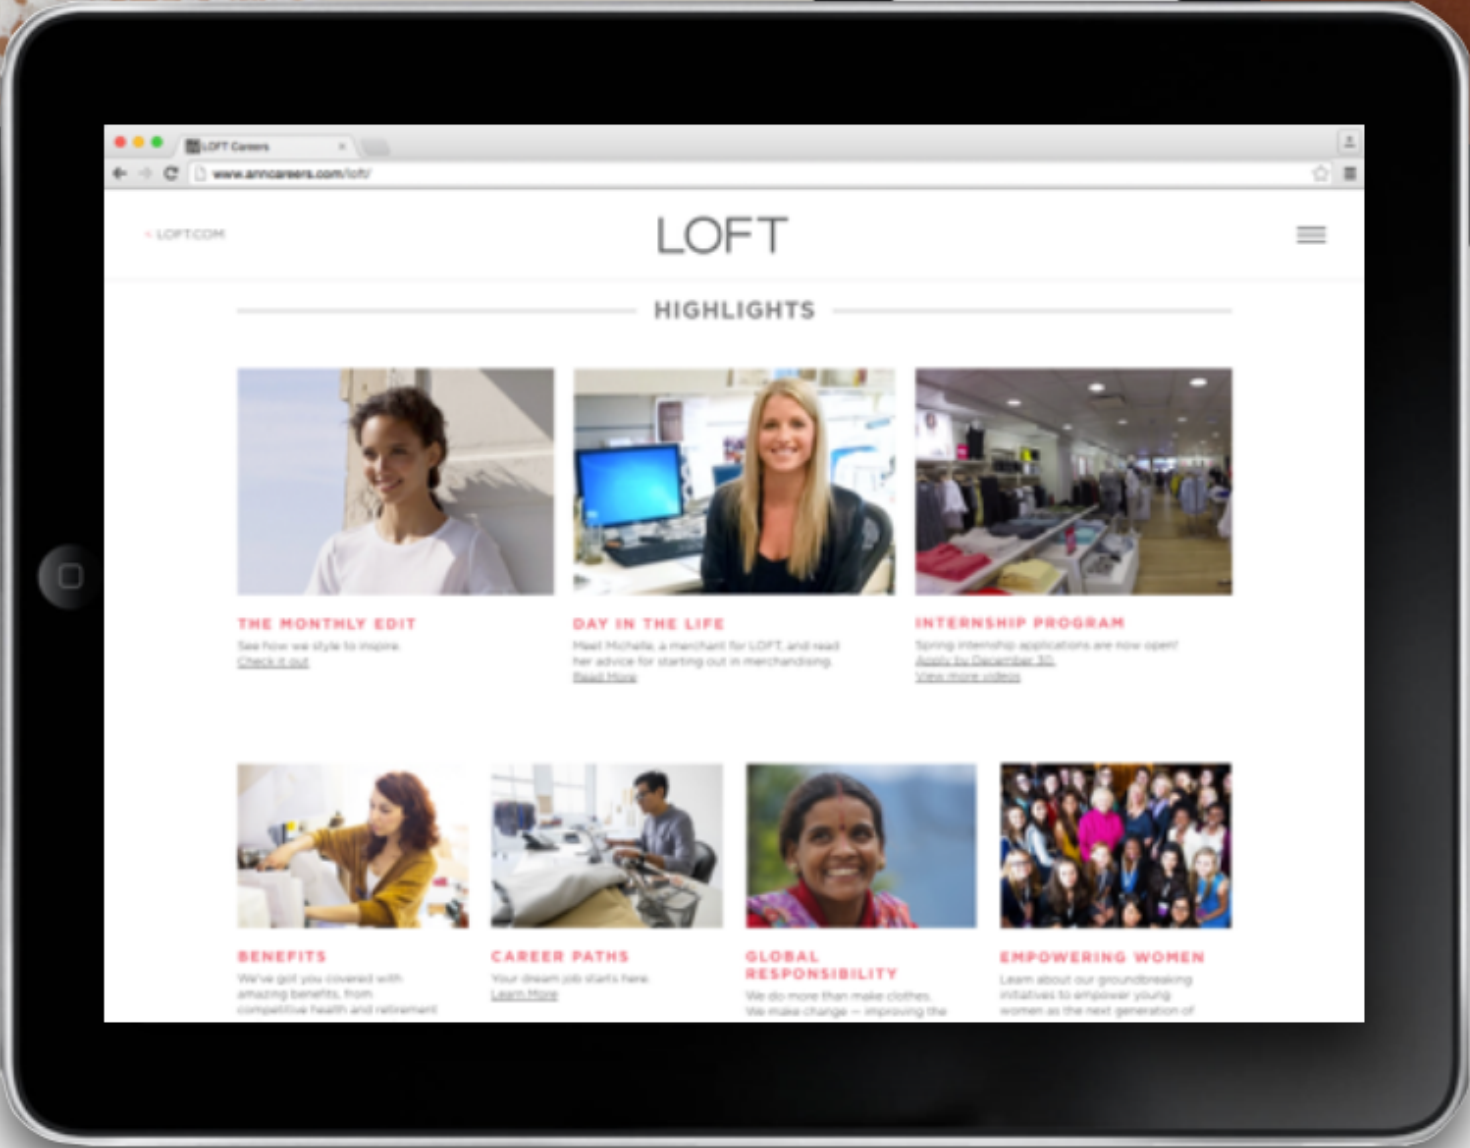 LOFT Careers
www.anncareers.com/loft/
< LOFT.COM
LOFT
HIGHLIGHTS
THE MONTHLY EDIT
See how we style to inspire.
Check it out
DAY IN THE LIFE
Meet Michelle, a merchant for LOFT, and read
her advice for starting out in merchandising.
Read More
INTERNSHIP PROGRAM
Spring internship applications are now open!
Apply by December 30.
View more videos
BENEFITS
We've got you covered with
amazing benefits, from
competitive health and retirement
CAREER PATHS
Your dream job starts here.
Learn More
GLOBAL
RESPONSIBILITY
We do more than make clothes.
We make change — improving the
EMPOWERING WOMEN
Learn about our groundbreaking
initiatives to empower young
women as the next generation of